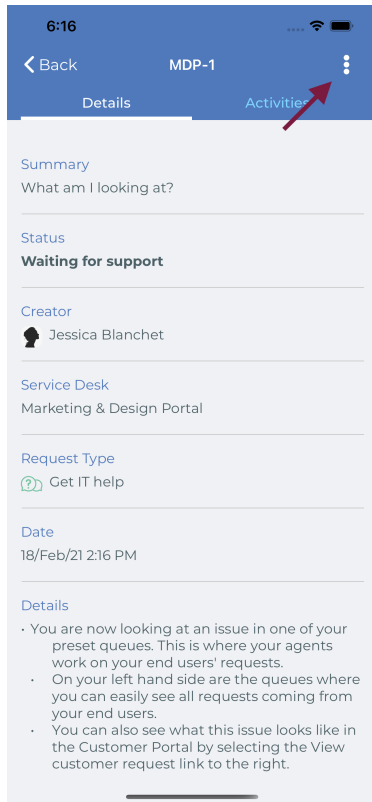 6:16
Back MDP-1
Details Activities
Summary
What am I looking at?
Status
Waiting for support
Creator
Jessica Blanchet
Service Desk
Marketing & Design Portal
Request Type
Get IT help
Date
18/Feb/21 2:16 PM
Details
• You are now looking at an issue in one of your
preset queues. This is where your agents
work on your end users' requests.
• On your left hand side are the queues where
you can easily see all requests coming from
your end users.
• You can also see what this issue looks like in
the Customer Portal by selecting the View
customer request link to the right.